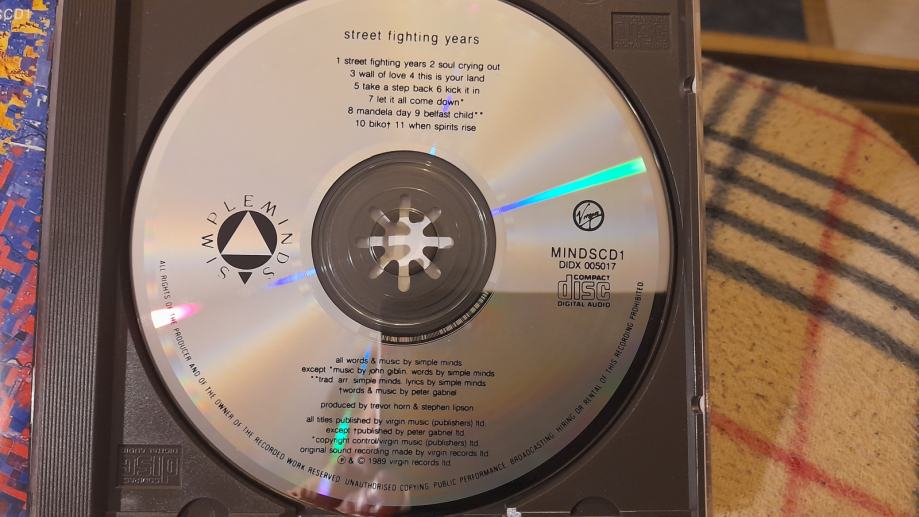 SCD1
street fighting years
1 street fighting years 2 soul crying out
3 wall of love 4 this is your land
5 take a step back 6 kick it in
7 let it all come down*
8 mandela day 9 belfast child**
10 biko† 11 when spirits rise
SIMPLE MINDS
Virgin
MINDSCD1
DIDX 005017
COMPACT
disc
DIGITAL AUDIO
all words & music by simple minds
except *music by john giblin. words by simple minds
**trad. arr. simple minds. lyrics by simple minds
†words & music by peter gabriel
produced by trevor horn & stephen lipson
all titles published by virgin music (publishers) ltd.
except †published by peter gabriel ltd.
*copyright control/virgin music (publishers) ltd.
original sound recording made by virgin records ltd.
℗ & © 1989 virgin records ltd.
ALL RIGHTS OF THE PRODUCER AND OF THE OWNER OF THE RECORDED WORK RESERVED. UNAUTHORISED COPYING, PUBLIC PERFORMANCE, BROADCASTING, HIRING OR RENTAL OF THIS RECORDING PROHIBITED
COMPACT
disc
DIGITAL AUDIO